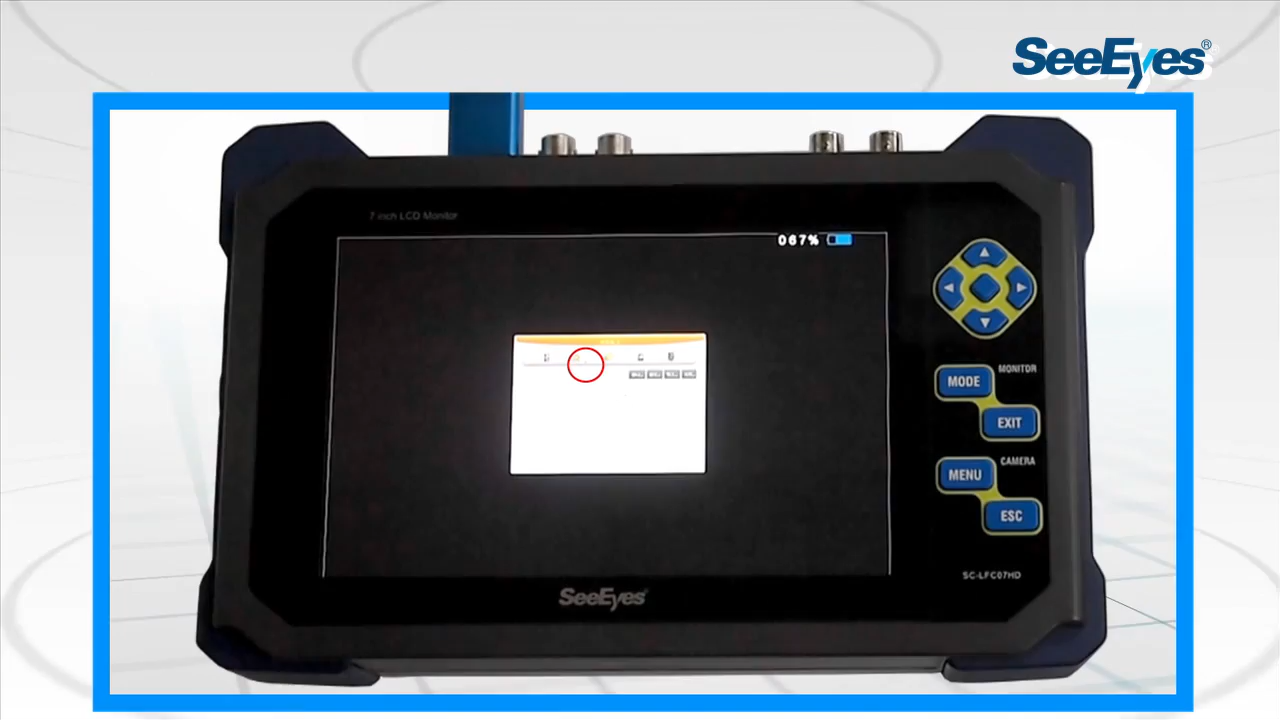 SeeEyes®
7 inch LCD Monitor
067%
MODE
MONITOR
EXIT
MENU
CAMERA
ESC
SC-LFC07HD
SeeEyes